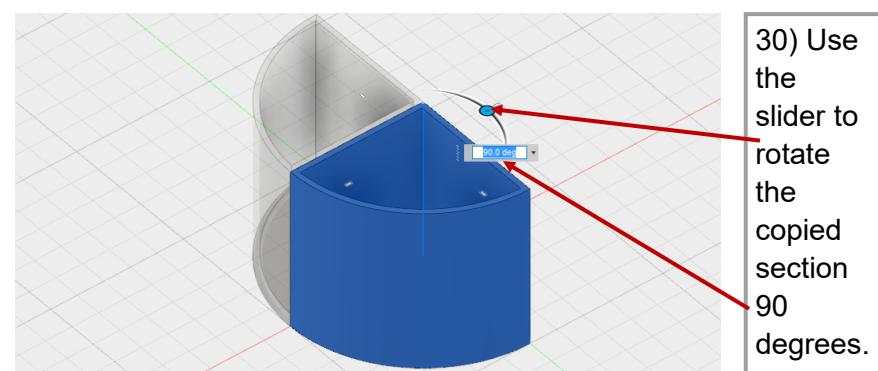 90.0 deg
30) Use
the
slider to
rotate
the
copied
section
90
degrees.